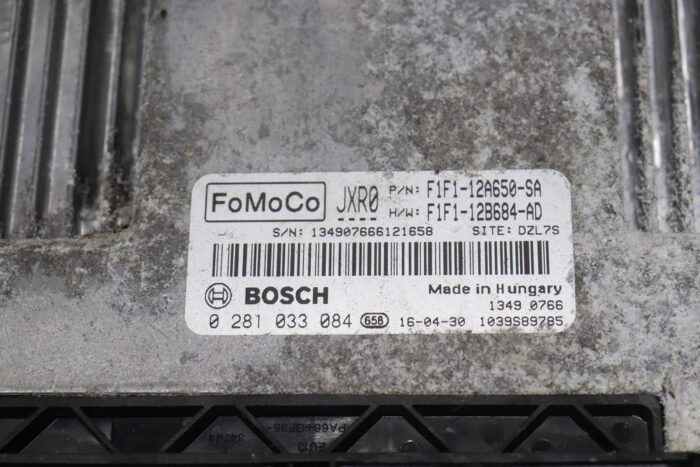 FoMoCo JXR0 P/N: F1F1-12A650-SA
H/W: F1F1-12B684-AD
S/N: 134907666121658 SITE: DZL7S
BOSCH Made in Hungary
1349 0766
0 281 033 084 658 16-04-30 1039S89785
EU13